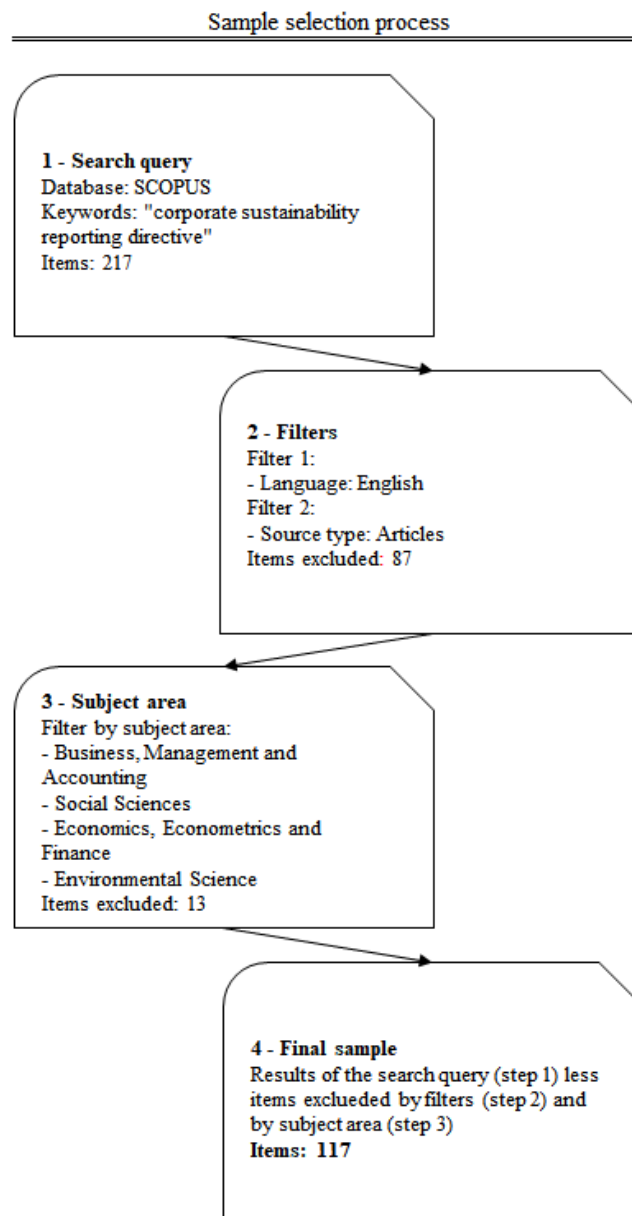 Sample selection process
1 - Search query
Database: SCOPUS
Keywords: "corporate sustainability
reporting directive"
Items: 217
2 - Filters
Filter 1:
- Language: English
Filter 2:
- Source type: Articles
Items excluded: 87
3 - Subject area
Filter by subject area:
- Business, Management and
Accounting
- Social Sciences
- Economics, Econometrics and
Finance
- Environmental Science
Items excluded: 13
4 - Final sample
Results of the search query (step 1) less
items exclueded by filters (step 2) and
by subject area (step 3)
Items: 117